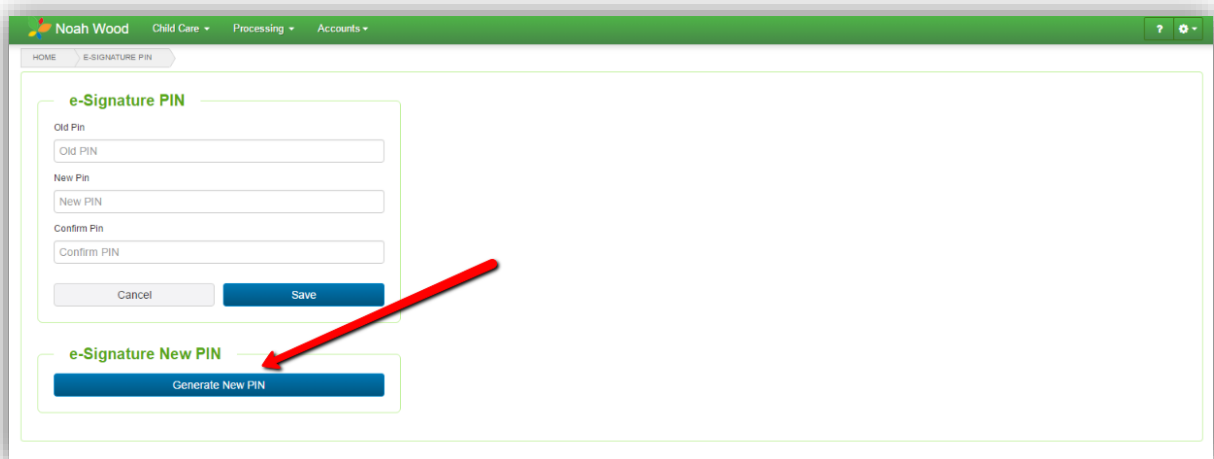 Noah Wood Child Care Processing Accounts ?
HOME E-SIGNATURE PIN
e-Signature PIN
Old Pin
Old PIN
New Pin
New PIN
Confirm Pin
Confirm PIN
Cancel Save
e-Signature New PIN
Generate New PIN